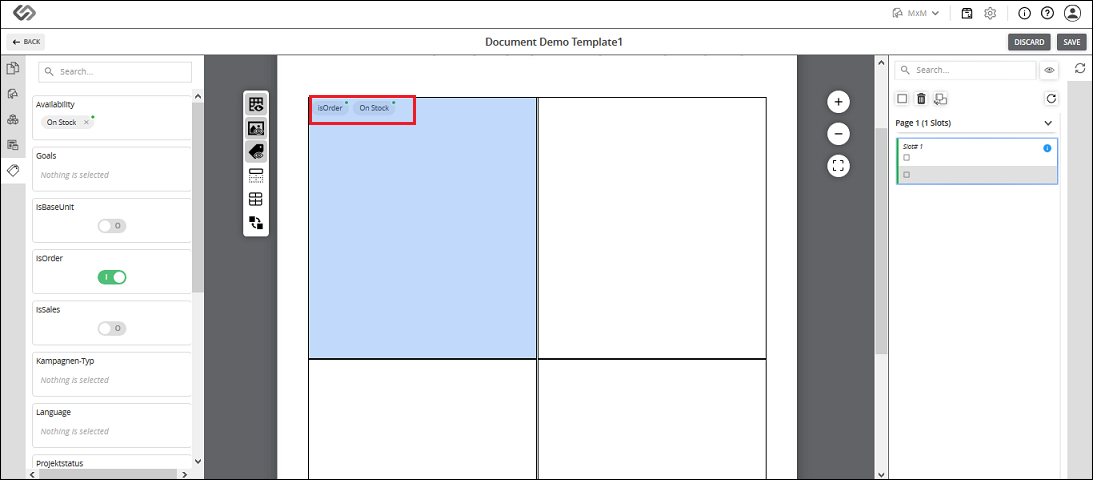 MxM
BACK
Document Demo Template1
DISCARD
SAVE
Search...
Availability
On Stock ×
Goals
Nothing is selected
IsBaseUnit
O
IsOrder
I
IsSales
O
Kampagnen-Typ
Nothing is selected
Language
Nothing is selected
Projektstatus
isOrder On Stock
Search...
Page 1 (1 Slots)
Slot# 1